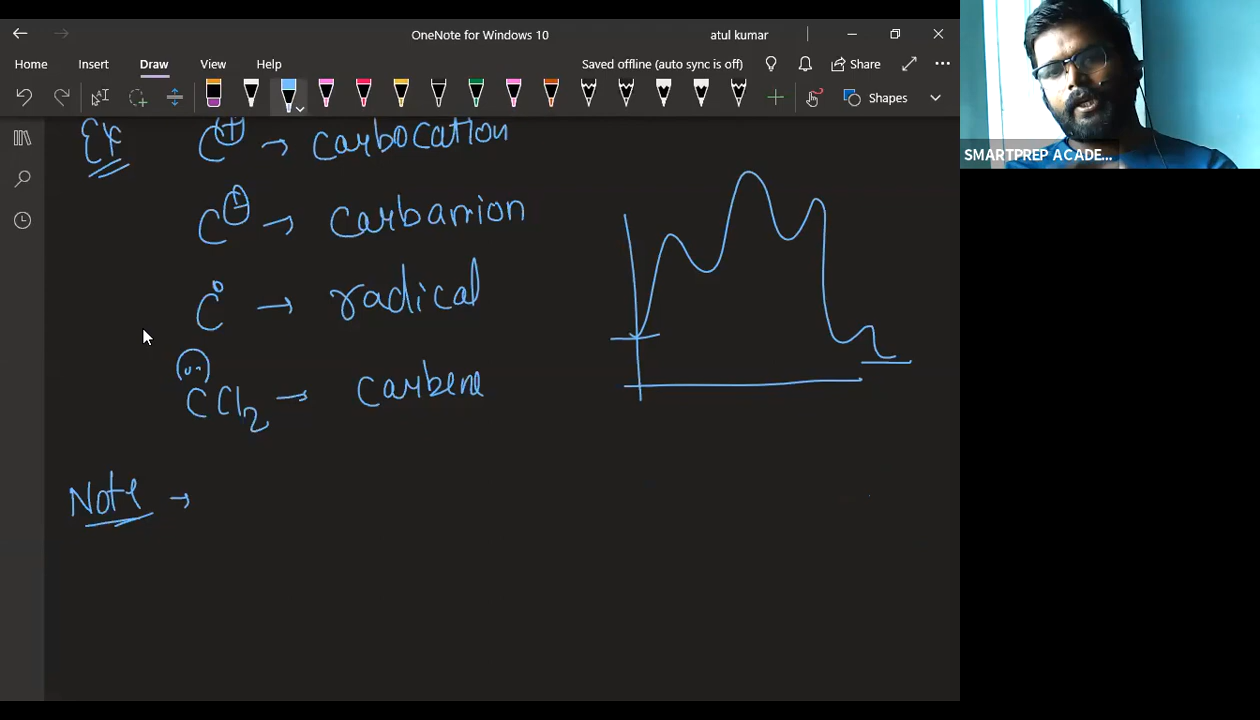 OneNote for Windows 10
atul kumar
Home Insert Draw View Help
Saved offline (auto sync is off)
Share
Shapes
SMARTPREP ACADE...
Ex C⊕ → carbocation
C⊖ → carbanion
C• → radical
:CCl2 → carbene
Note →